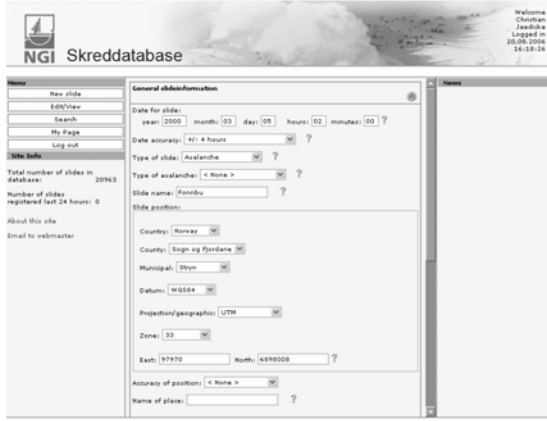 NGI
Skreddatabase
Welcome
Christian
Jaedicke
Logged in
20.08.2006
16:18:26
Menu
New slide
Edit/View
Search
My Page
Log out
Site Info
Total number of slides in
database: 20963
Number of slides
registered last 24 hours: 0
About this site
Email to webmaster
General slideinformation
Date for slide:
year: 2000 month: 03 day: 05 hours: 02 minutes: 00 ?
Date accuracy: +/- 4 hours ?
Type of slide: Avalanche ?
Type of avalanche: < None > ?
Slide name: Fonnbu ?
Slide position:
Country: Norway
County: Sogn og Fjordane
Municipal: Stryn
Datum: WGS84
Projection/geographic: UTM
Zone: 33
East: 97970 North: 6898008 ?
Accuracy of position: < None > ?
Name of place: ?
News